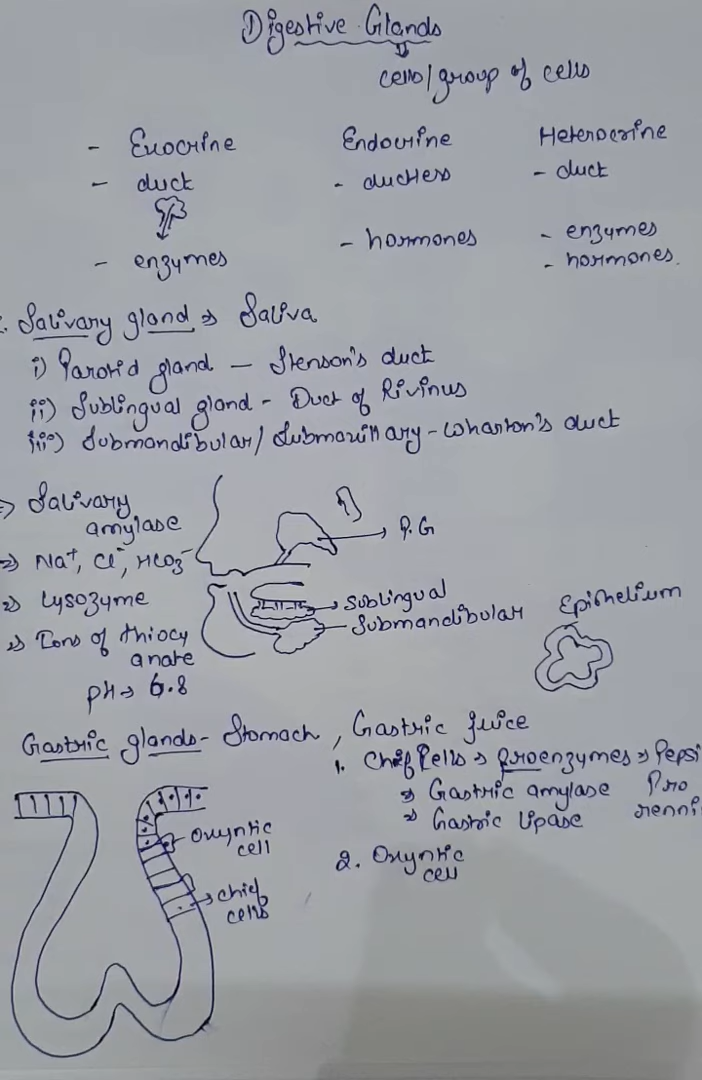 Digestive Glands
cells/group of cells
- Exocrine
- duct
- enzymes
Endocrine
- ductless
- hormones
Heterocrine
- duct
- enzymes
- hormones.
. Salivary gland → Saliva
i) Parotid gland — Stenson's duct
ii) Sublingual gland - Duct of Rivinus
iii) Submandibular/Submaxillary - Wharton's duct
→ Salivary
amylase
→ Na⁺, Cl⁻, HCO₃⁻
→ Lysozyme
→ Ions of thiocy
anate
pH → 6.8
P.G
Sublingual
Submandibular
Epithelium
Gastric glands - Stomach, Gastric juice
1. Chief Cells → proenzymes → Pepsi
→ Gastric amylase Pro
→ Gastric lipase renni
2. Oxyntic
cell
Oxyntic
cell
chief
cells